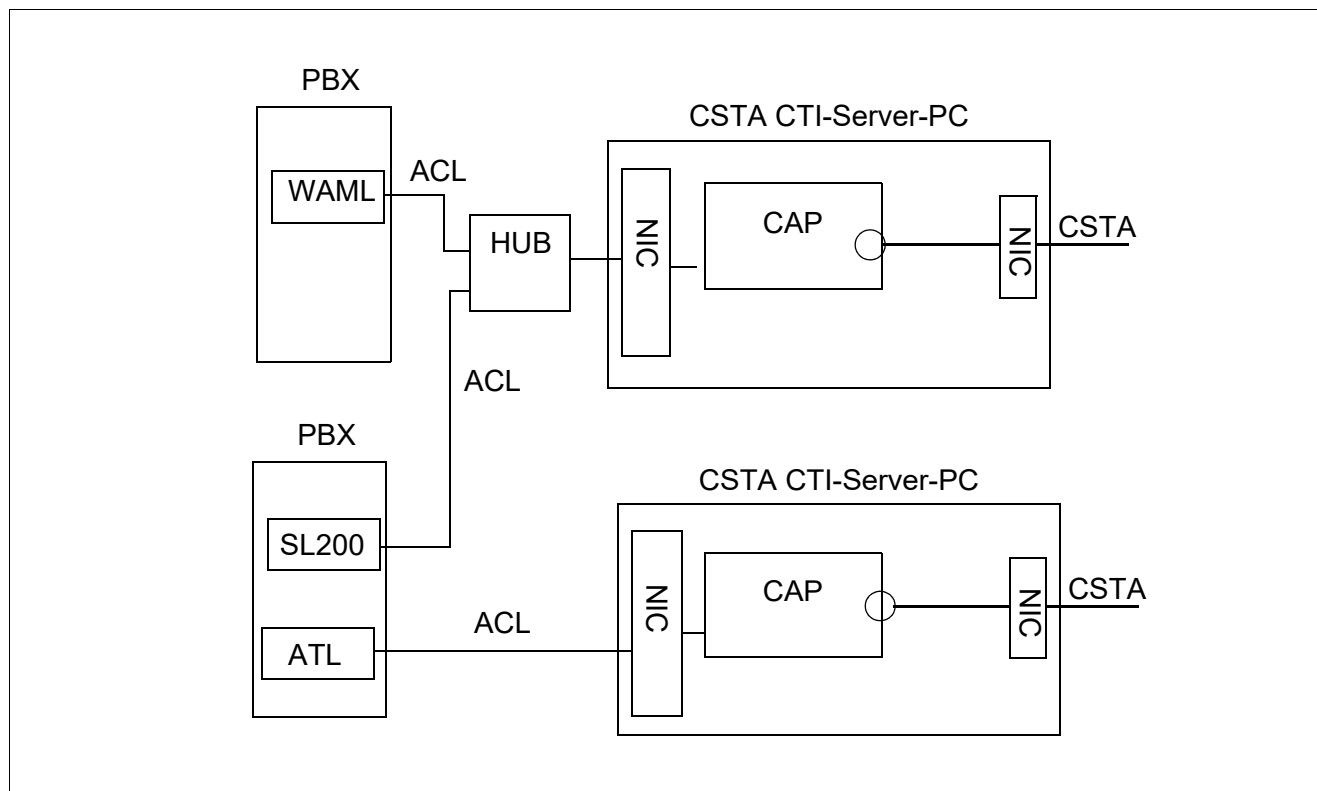 PBX
CSTA CTI-Server-PC
WAML
ACL
HUB
NIC
CAP
NIC
CSTA
ACL
PBX
CSTA CTI-Server-PC
SL200
ATL
ACL
NIC
CAP
NIC
CSTA